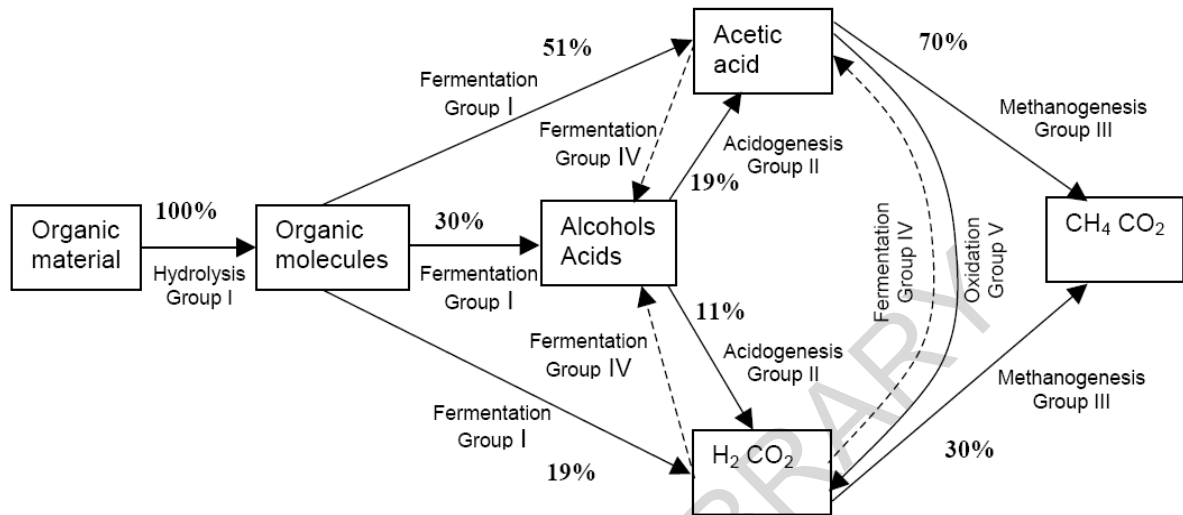 51%
Acetic
acid
70%
Fermentation
Group I
Fermentation
Group IV
Acidogenesis
Group II
19%
Methanogenesis
Group III
100%
Organic
material
Hydrolysis
Group I
Organic
molecules
30%
Fermentation
Group I
Alcohols
Acids
Fermentation
Group IV
Oxidation
Group V
CH₄ CO₂
11%
Fermentation
Group IV
Acidogenesis
Group II
Fermentation
Group I
19%
H₂ CO₂
Methanogenesis
Group III
30%
BRARY